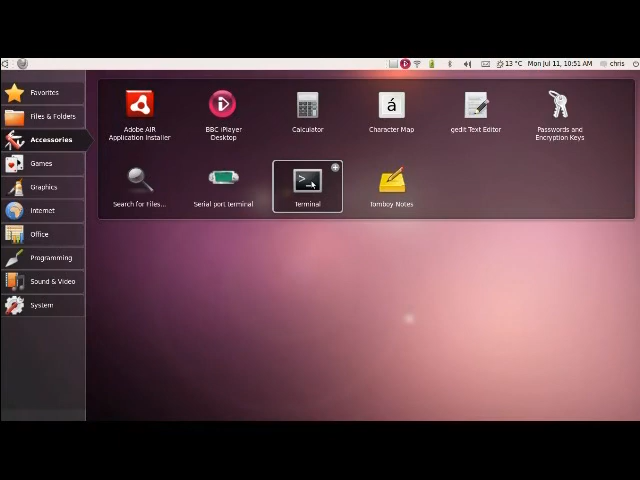 13 °C Mon Jul 11, 10:51 AM chris
Favorites
Files & Folders
Accessories
Games
Graphics
Internet
Office
Programming
Sound & Video
System
Adobe AIR
Application Installer
BBC iPlayer
Desktop
Calculator
á
Character Map
gedit Text Editor
Passwords and
Encryption Keys
Search for Files...
Serial port terminal
>_
Terminal
Tomboy Notes